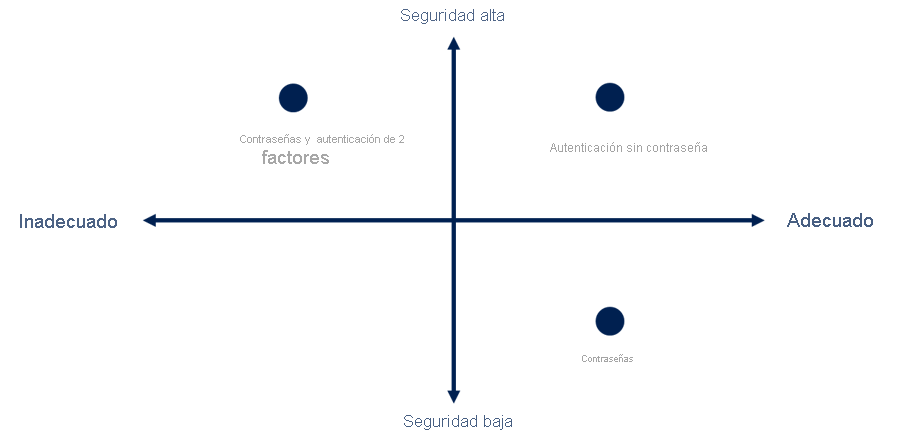 Seguridad alta
Contraseñas y autenticación de 2
factores
Autenticación sin contraseña
Inadecuado
Adecuado
Contraseñas
Seguridad baja